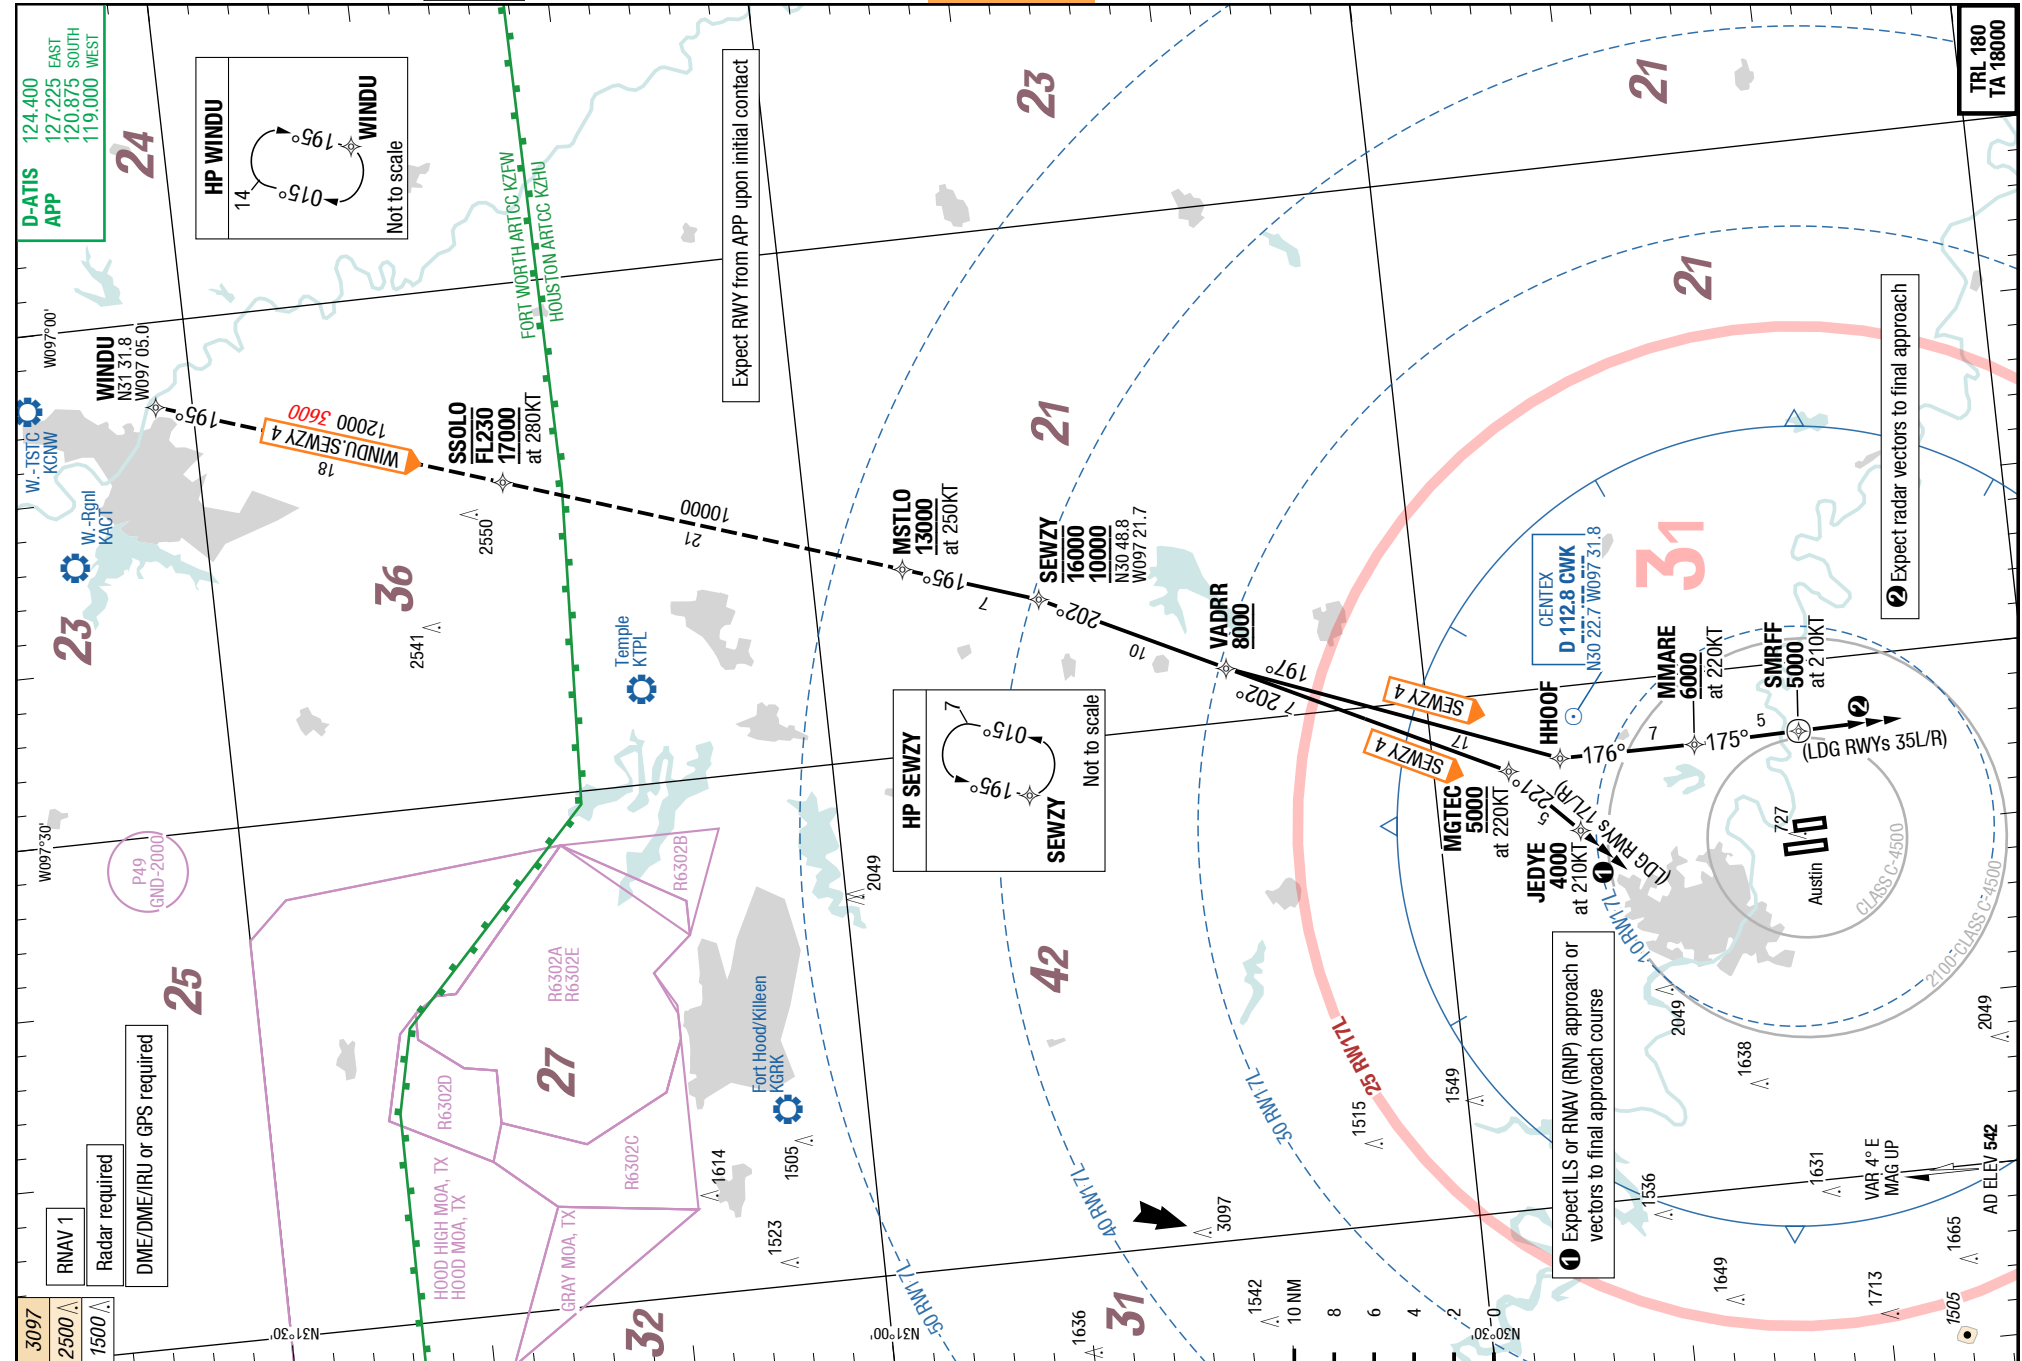 D-ATIS 124.400
APP 127.225 EAST
120.875 SOUTH
119.000 WEST
24
HP WINDU
14
195°
015°
WINDU
Not to scale
FORT WORTH ARTCC KZFW
HOUSTON ARTCC KZHU
Expect RWY from APP upon initial contact
23
21
TRL 180
TA 18000
W097°00'
WINDU
N31 31.8
W097 05.0
W.-TSTC
KCNW
W.-Rgnl
KACT
195°
3600
12000
WINDU.SEWZY 4
18
SSOLO
FL230
17000
at 280KT
2550
2541
36
23
10000
21
MSTLO
13000
at 250KT
195°
7
SEWZY
16000
10000
N30 48.8
W097 21.7
21
21
202°
10
VADRR
8000
197°
7 202°
SEWZY 4
SEWZY 4
17
CENTEX
D 112.8 CWK
N30 22.7 W097 31.8
31
HHOOF
176°
7
MMARE
6000
at 220KT
175°
5
SMRFF
5000
at 210KT
2
(LDG RWYs 35L/R)
2 Expect radar vectors to final approach
MGTEC
5000
at 220KT
221°
5
JEDYE
4000
at 210KT
1
(LDG RWYs 17L/R)
10 RW17L
727
Austin
CLASS C-4500
2100-CLASS C-4500
Temple
KTPL
HP SEWZY
7
015°
195°
SEWZY
Not to scale
W097°30'
P49
GND-2000
25
R6302B
R6302A
R6302E
27
R6302D
R6302C
2049
42
Fort Hood/Killeen
KGRK
HOOD HIGH MOA, TX
HOOD MOA, TX
GRAY MOA, TX
1614
1505
1523
32
31
RNAV 1
Radar required
DME/DME/IRU or GPS required
3097
2500
1500
N31°30'
N31°00'
N30°30'
50 RW17L
40 RW17L
30 RW17L
25 RW17L
3097
1636
1542
10 NM
8
6
4
2
0
1515
1549
1 Expect ILS or RNAV (RNP) approach or
vectors to final approach course
2049
1638
2049
1536
1631
1649
1713
1665
1505
VAR 4° E
MAG UP
AD ELEV 542